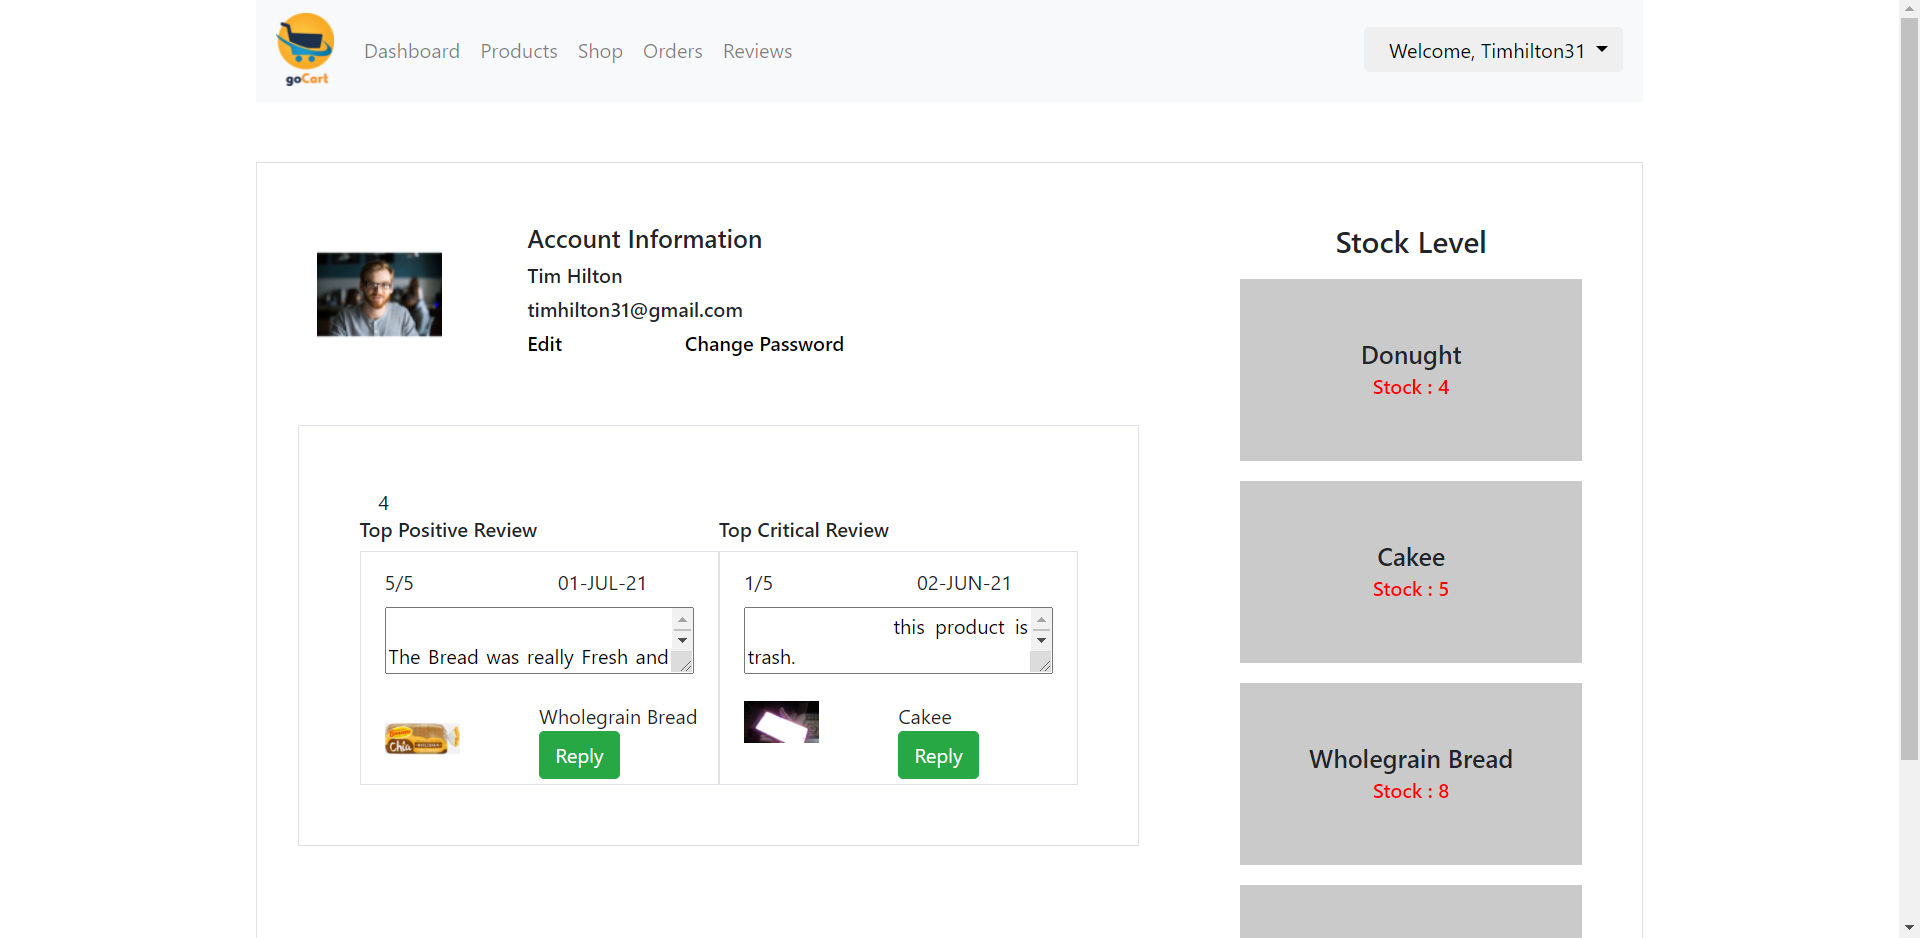 goCart
Dashboard Products Shop Orders Reviews
Welcome, Timhilton31
Account Information
Tim Hilton
timhilton31@gmail.com
Edit Change Password
4
Top Positive Review
5/5 01-JUL-21
The Bread was really Fresh and
Chia
Wholegrain Bread
Reply
Top Critical Review
1/5 02-JUN-21
this product is
trash.
Cakee
Reply
Stock Level
Donught
Stock : 4
Cakee
Stock : 5
Wholegrain Bread
Stock : 8